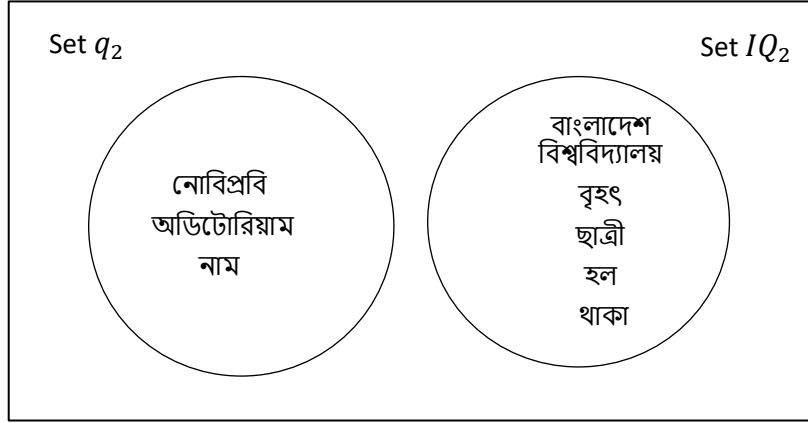 Set q₂
Set IQ₂
নোবিপ্রবি
অডিটোরিয়াম
নাম
বাংলাদেশ
বিশ্ববিদ্যালয়
বৃহৎ
ছাত্রী
হল
থাকা